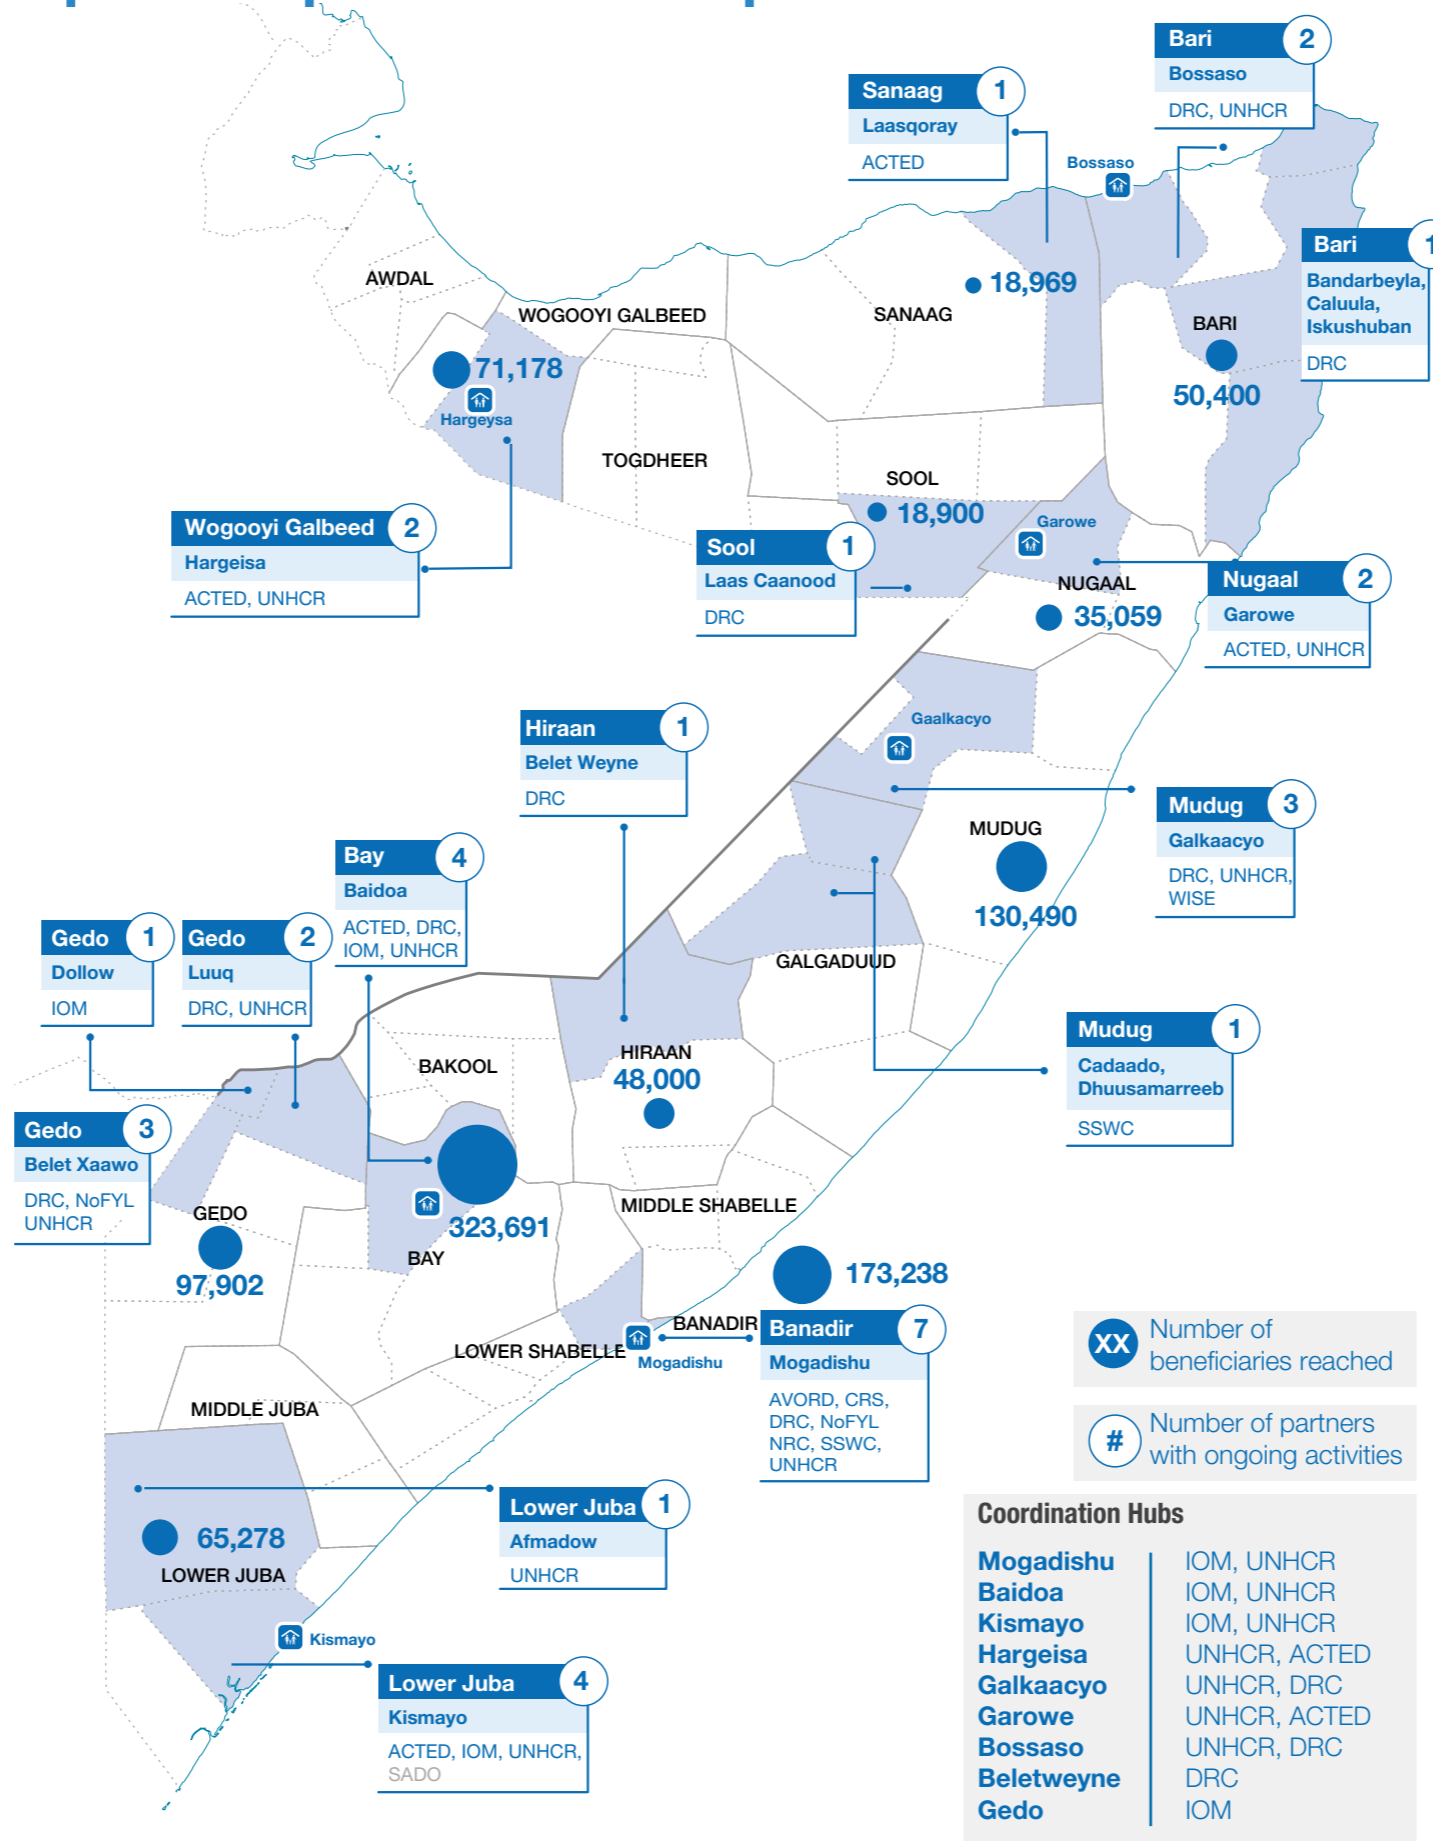 Bari 2
Bossaso
DRC, UNHCR
Sanaag 1
Laasqoray
ACTED
Bossaso
Bari 1
Bandarbeyla,
Caluula,
Iskushuban
DRC
AWDAL
WOGOOYI GALBEED
SANAAG
18,969
BARI
50,400
71,178
Hargeysa
TOGDHEER
SOOL
18,900
Garowe
Wogooyi Galbeed 2
Hargeisa
ACTED, UNHCR
Sool 1
Laas Caanood
DRC
NUGAAL
35,059
Nugaal 2
Garowe
ACTED, UNHCR
Gaalkacyo
Hiraan 1
Belet Weyne
DRC
Mudug 3
Galkaacyo
DRC, UNHCR,
WISE
MUDUG
130,490
Bay 4
Baidoa
ACTED, DRC,
IOM, UNHCR
Gedo 1
Dollow
IOM
Gedo 2
Luuq
DRC, UNHCR
GALGADUUD
Mudug 1
Cadaado,
Dhuusamarreeb
SSWC
BAKOOL
HIRAAN
48,000
Gedo 3
Belet Xaawo
DRC, NoFYL
UNHCR
GEDO
97,902
323,691
BAY
MIDDLE SHABELLE
173,238
BANADIR
LOWER SHABELLE
Mogadishu
Banadir 7
Mogadishu
AVORD, CRS,
DRC, NoFYL
NRC, SSWC,
UNHCR
MIDDLE JUBA
Lower Juba 1
Afmadow
UNHCR
65,278
LOWER JUBA
Kismayo
Lower Juba 4
Kismayo
ACTED, IOM, UNHCR,
SADO
XX Number of
beneficiaries reached
# Number of partners
with ongoing activities
Coordination Hubs
Mogadishu IOM, UNHCR
Baidoa IOM, UNHCR
Kismayo IOM, UNHCR
Hargeisa UNHCR, ACTED
Galkaacyo UNHCR, DRC
Garowe UNHCR, ACTED
Bossaso UNHCR, DRC
Beletweyne DRC
Gedo IOM